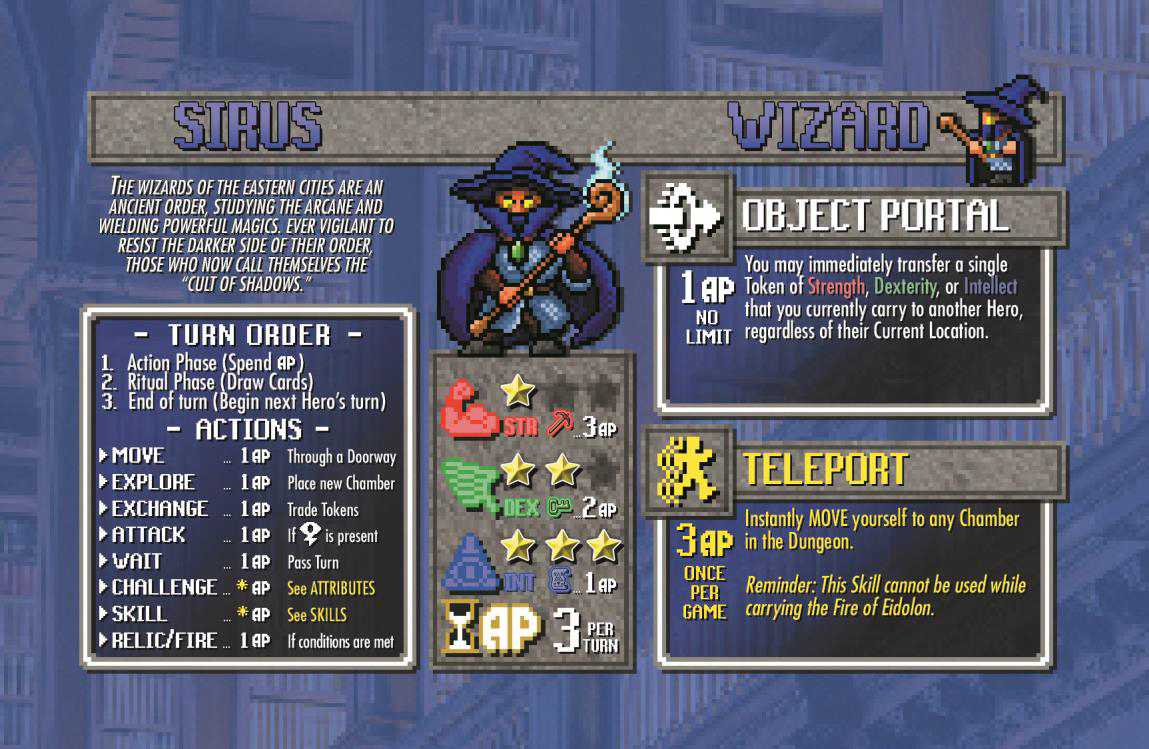 SIRUS
WIZARD
THE WIZARDS OF THE EASTERN CITIES ARE AN
ANCIENT ORDER, STUDYING THE ARCANE AND
WIELDING POWERFUL MAGICS. EVER VIGILANT TO
RESIST THE DARKER SIDE OF THEIR ORDER,
THOSE WHO NOW CALL THEMSELVES THE
“CULT OF SHADOWS.”
- TURN ORDER -
1. Action Phase (Spend AP)
2. Ritual Phase (Draw Cards)
3. End of turn (Begin next Hero's turn)
- ACTIONS -
MOVE ... 1 AP Through a Doorway
EXPLORE ... 1 AP Place new Chamber
EXCHANGE ... 1 AP Trade Tokens
ATTACK ... 1 AP If is present
WAIT ... 1 AP Pass Turn
CHALLENGE ... * AP See ATTRIBUTES
SKILL ... * AP See SKILLS
RELIC/FIRE ... 1 AP If conditions are met
STR ...3 AP
DEX ...2 AP
INT ...1 AP
AP 3 PER
TURN
OBJECT PORTAL
1 AP
NO
LIMIT
You may immediately transfer a single
Token of Strength, Dexterity, or Intellect
that you currently carry to another Hero,
regardless of their Current Location.
TELEPORT
3 AP
ONCE
PER
GAME
Instantly MOVE yourself to any Chamber
in the Dungeon.
Reminder: This Skill cannot be used while
carrying the Fire of Eidolon.